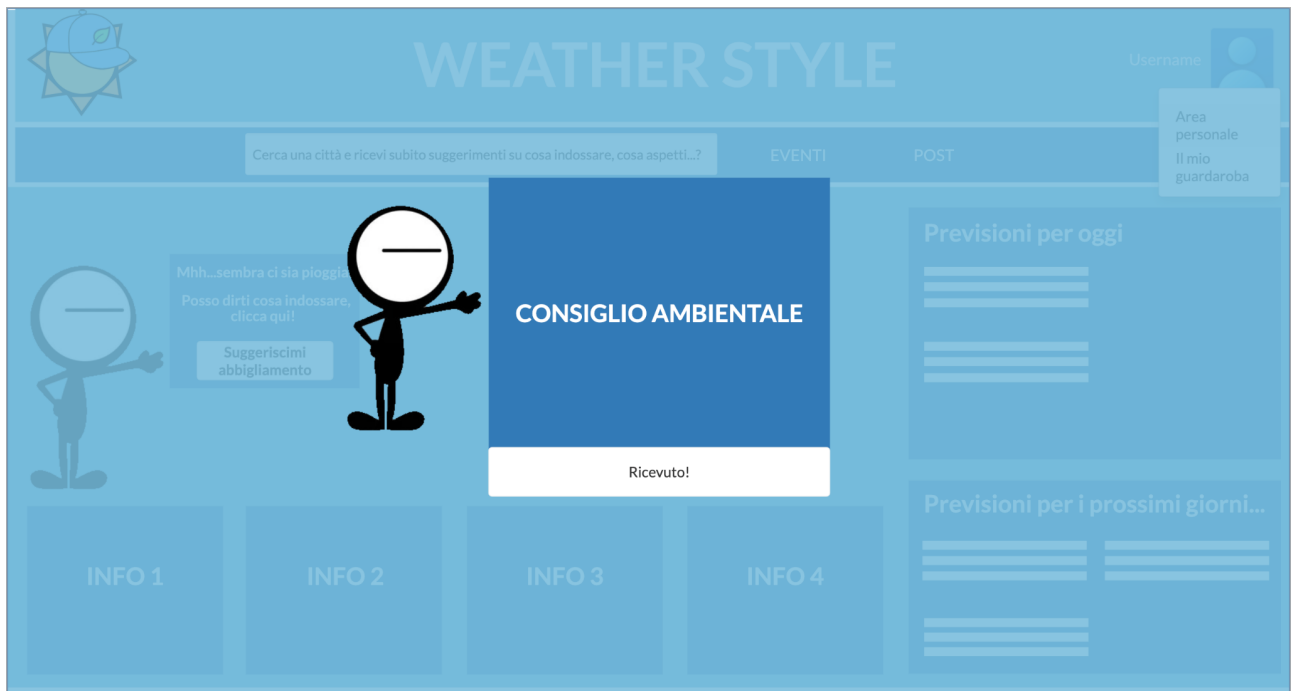 WEATHER STYLE
Username
Area
personale
Il mio
guardaroba
Cerca una città e ricevi subito suggerimenti su cosa indossare, cosa aspetti...?
EVENTI
POST
Mhh...sembra ci sia pioggia
Posso dirti cosa indossare,
clicca qui!
Suggeriscimi
abbigliamento
CONSIGLIO AMBIENTALE
Ricevuto!
Previsioni per oggi
Previsioni per i prossimi giorni...
INFO 1
INFO 2
INFO 3
INFO 4